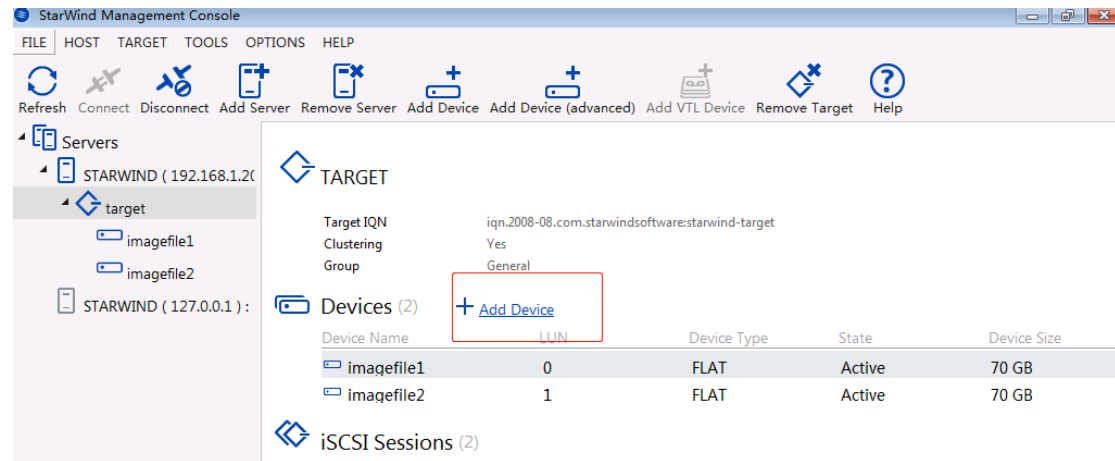 StarWind Management Console
FILE HOST TARGET TOOLS OPTIONS HELP
Refresh Connect Disconnect Add Server Remove Server Add Device Add Device (advanced) Add VTL Device Remove Target Help
Servers
STARWIND ( 192.168.1.20
target
imagefile1
imagefile2
STARWIND ( 127.0.0.1 ) :
TARGET
Target IQN iqn.2008-08.com.starwindsoftware:starwind-target
Clustering Yes
Group General
Devices (2) + Add Device
Device Name LUN Device Type State Device Size
imagefile1 0 FLAT Active 70 GB
imagefile2 1 FLAT Active 70 GB
iSCSI Sessions (2)